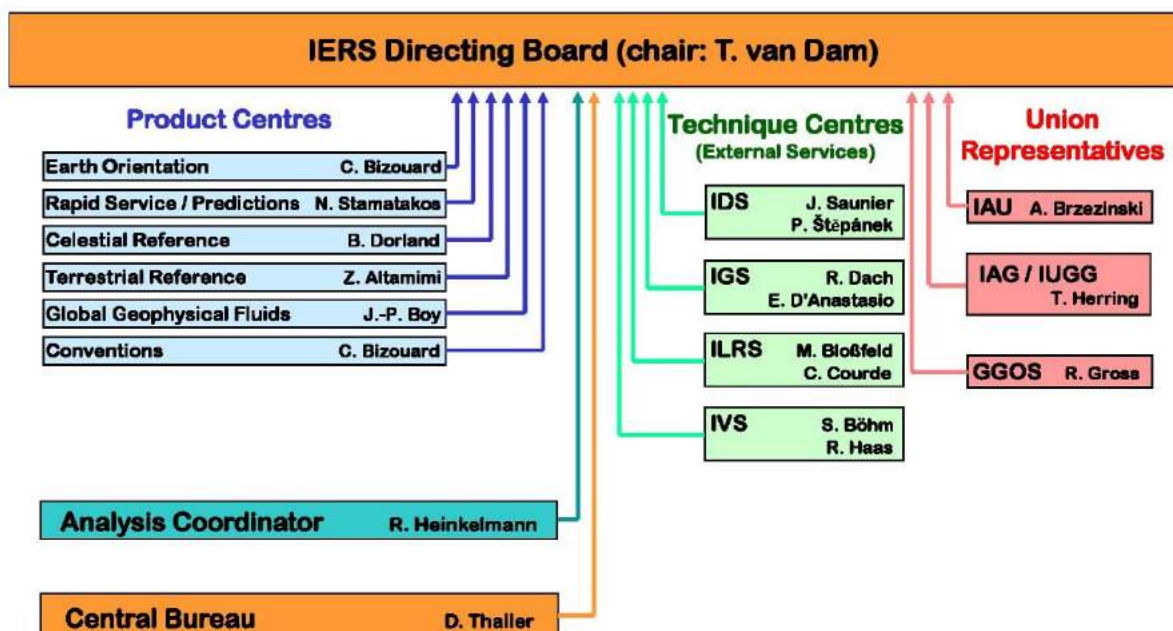 IERS Directing Board (chair: T. van Dam)
Product Centres
Earth Orientation C. Bizouard
Rapid Service / Predictions N. Stamatakos
Celestial Reference B. Dorland
Terrestrial Reference Z. Altamimi
Global Geophysical Fluids J.-P. Boy
Conventions C. Bizouard
Technique Centres
(External Services)
IDS J. Saunier
P. Štěpánek
IGS R. Dach
E. D'Anastasio
ILRS M. Bloßfeld
C. Courde
IVS S. Böhm
R. Haas
Union
Representatives
IAU A. Brzezinski
IAG / IUGG
T. Herring
GGOS R. Gross
Analysis Coordinator R. Heinkelmann
Central Bureau D. Thaller